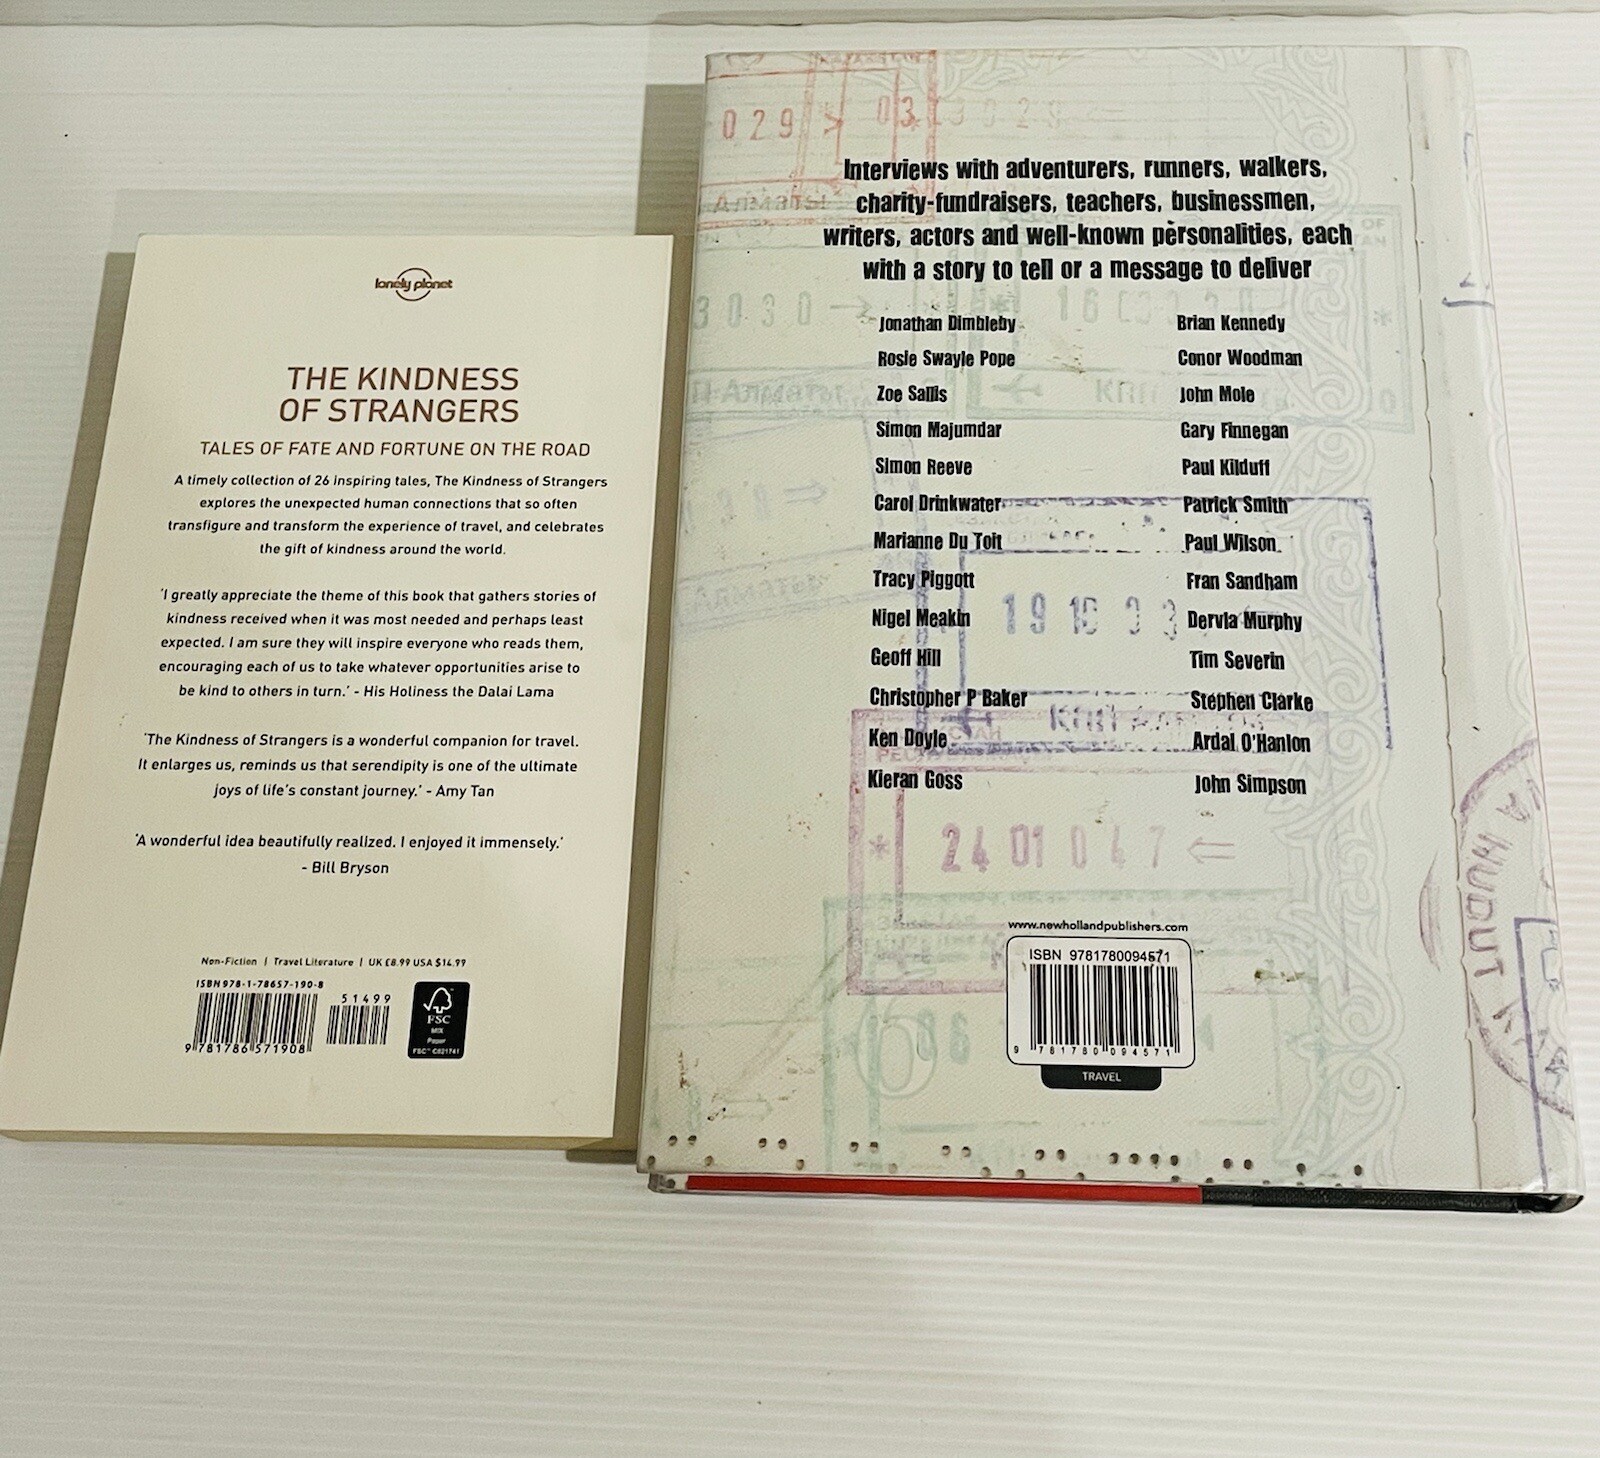 lonely planet
THE KINDNESS
OF STRANGERS
TALES OF FATE AND FORTUNE ON THE ROAD
A timely collection of 26 inspiring tales, The Kindness of Strangers
explores the unexpected human connections that so often
transfigure and transform the experience of travel, and celebrates
the gift of kindness around the world.
'I greatly appreciate the theme of this book that gathers stories of
kindness received when it was most needed and perhaps least
expected. I am sure they will inspire everyone who reads them,
encouraging each of us to take whatever opportunities arise to
be kind to others in turn.' - His Holiness the Dalai Lama
'The Kindness of Strangers is a wonderful companion for travel.
It enlarges us, reminds us that serendipity is one of the ultimate
joys of life's constant journey.' - Amy Tan
'A wonderful idea beautifully realized. I enjoyed it immensely.'
- Bill Bryson
Non-Fiction | Travel Literature | UK £8.99 USA $14.99
ISBN 978-1-78657-190-8
51499
9 781786 571908
FSC
MIX
Paper
FSC™ C021741
029
03
Interviews with adventurers, runners, walkers,
charity-fundraisers, teachers, businessmen,
writers, actors and well-known personalities, each
with a story to tell or a message to deliver
3030
16
Jonathan Dimbleby
Rosie Swayle Pope
Zoe Sallis
Simon Majumdar
Simon Reeve
Carol Drinkwater
Marianne Du Toit
Tracy Piggott
Nigel Meakin
Geoff Hill
Christopher P Baker
Ken Doyle
Kieran Goss
Brian Kennedy
Conor Woodman
John Mole
Gary Finnegan
Paul Kilduff
Patrick Smith
Paul Wilson
Fran Sandham
Dervla Murphy
Tim Severin
Stephen Clarke
Ardal O'Hanlon
John Simpson
24 01 047
www.newhollandpublishers.com
ISBN 9781780094571
9 781780 094571
TRAVEL